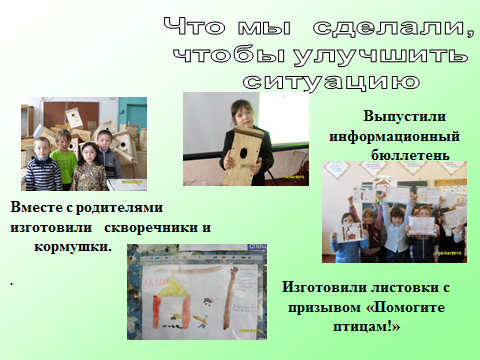 Что мы сделали,
чтобы улучшить
ситуацию
Выпустили
информационный
бюллетень
Вместе с родителями
изготовили скворечники и
кормушки.
.
Изготовили листовки с
призывом «Помогите
птицам!»